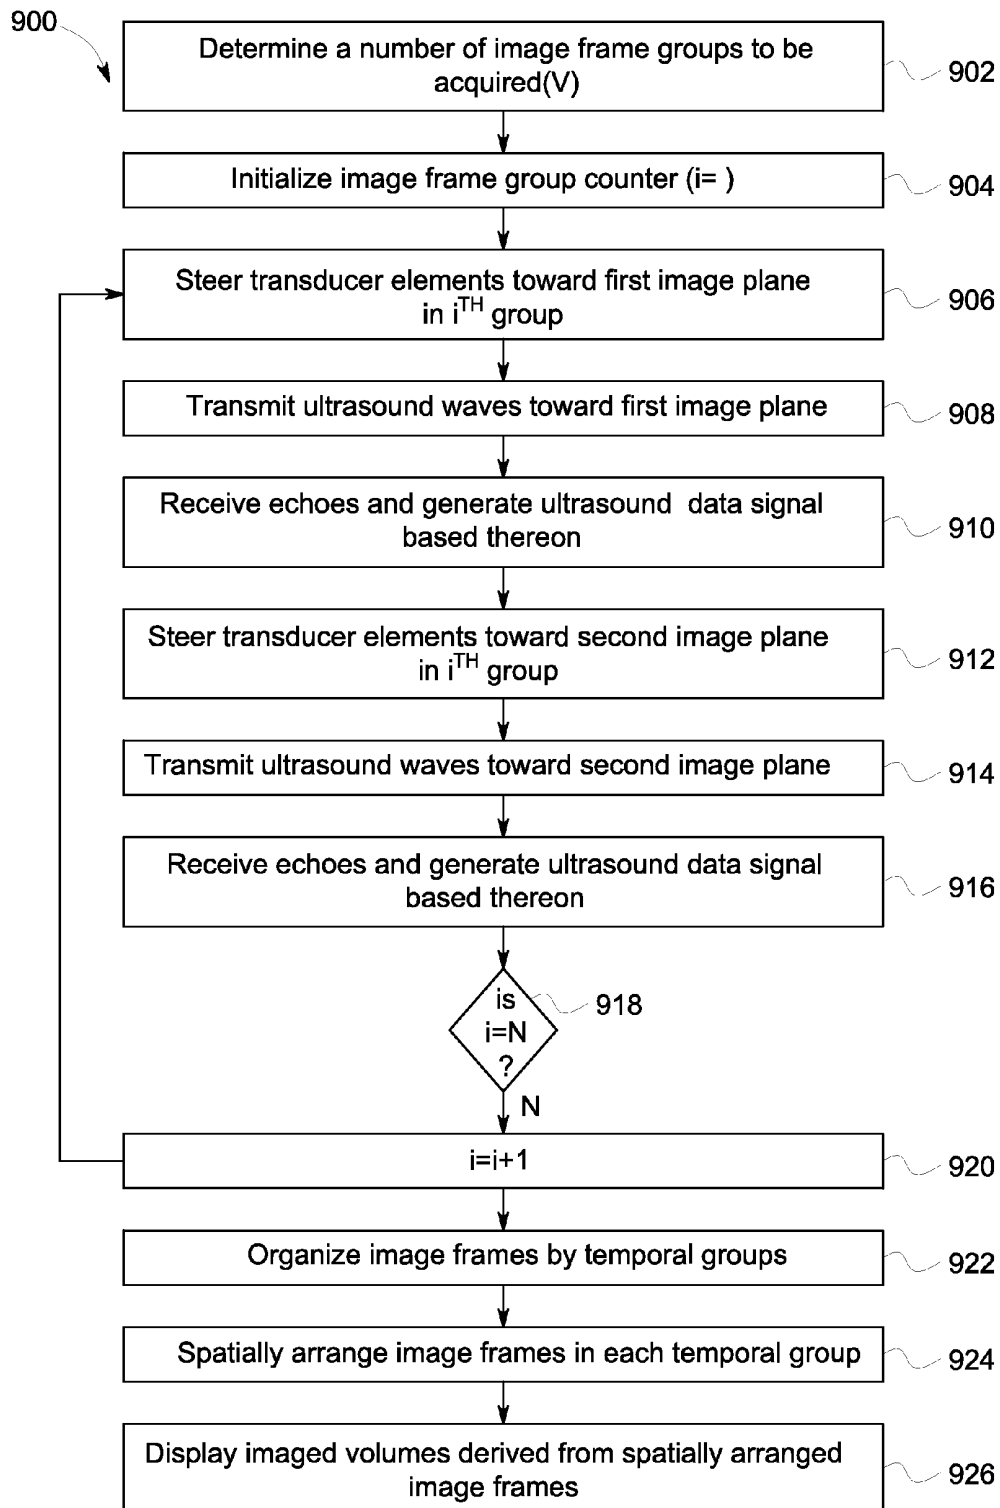 900
Determine a number of image frame groups to be
acquired(V)
902
Initialize image frame group counter (i= )
904
Steer transducer elements toward first image plane
in iTH group
906
Transmit ultrasound waves toward first image plane
908
Receive echoes and generate ultrasound data signal
based thereon
910
Steer transducer elements toward second image plane
in iTH group
912
Transmit ultrasound waves toward second image plane
914
Receive echoes and generate ultrasound data signal
based thereon
916
is
i=N
?
918
N
i=i+1
920
Organize image frames by temporal groups
922
Spatially arrange image frames in each temporal group
924
Display imaged volumes derived from spatially arranged
image frames
926